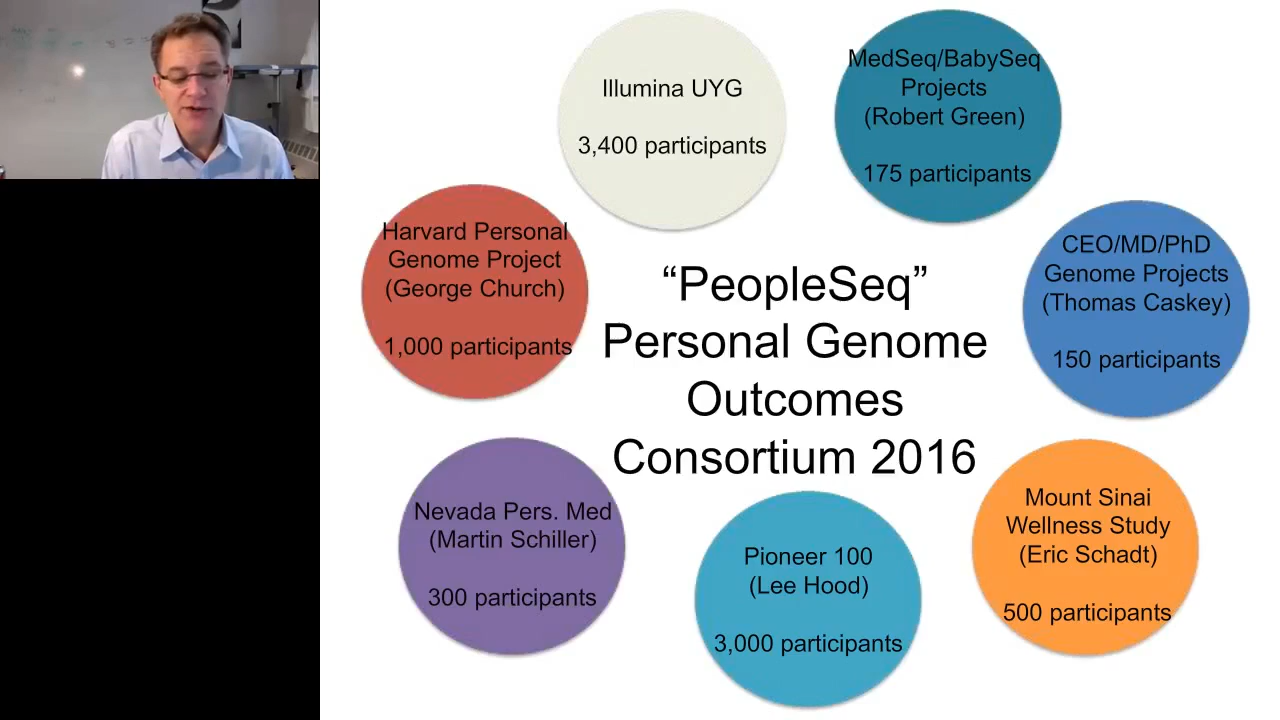 Illumina UYG
3,400 participants
MedSeq/BabySeq
Projects
(Robert Green)
175 participants
Harvard Personal
Genome Project
(George Church)
1,000 participants
CEO/MD/PhD
Genome Projects
(Thomas Caskey)
150 participants
“PeopleSeq”
Personal Genome
Outcomes
Consortium 2016
Nevada Pers. Med
(Martin Schiller)
300 participants
Pioneer 100
(Lee Hood)
3,000 participants
Mount Sinai
Wellness Study
(Eric Schadt)
500 participants